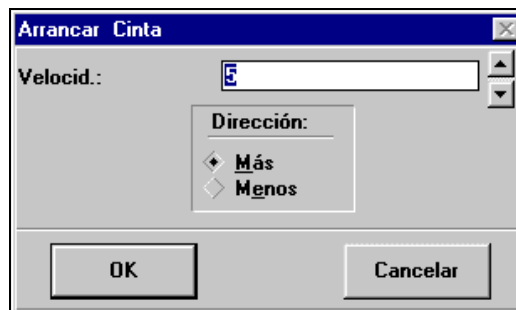 Arrancar Cinta
Velocid.: 5
Dirección:
Más
Menos
OK Cancelar